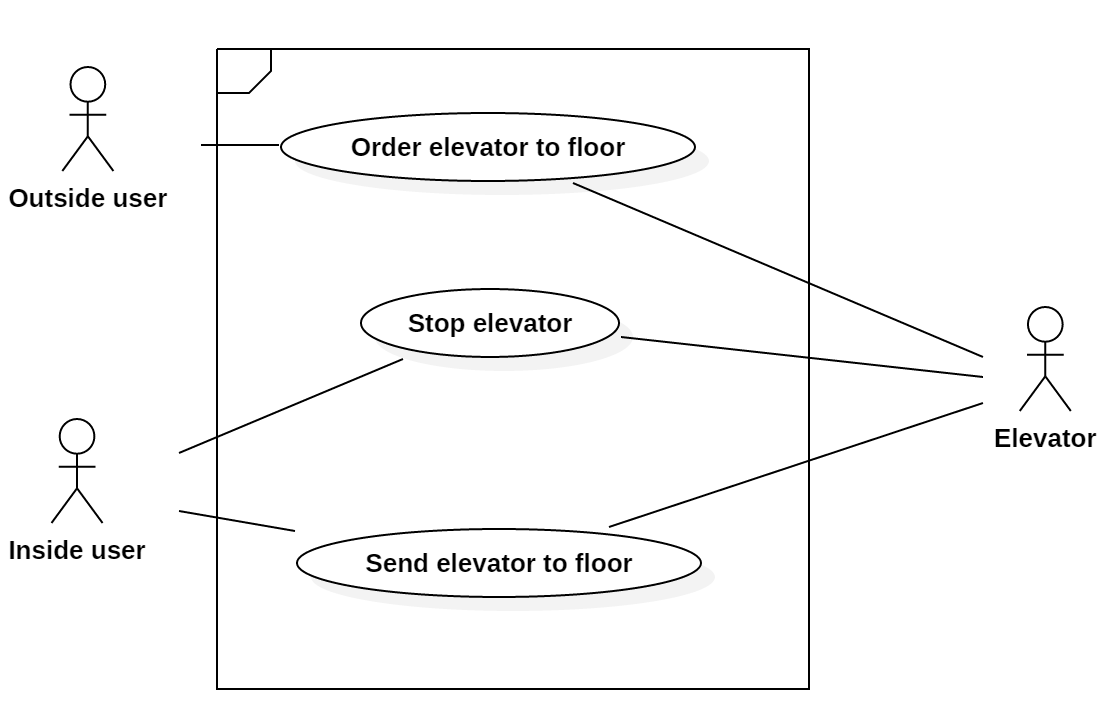 Outside user
Order elevator to floor
Stop elevator
Elevator
Inside user
Send elevator to floor